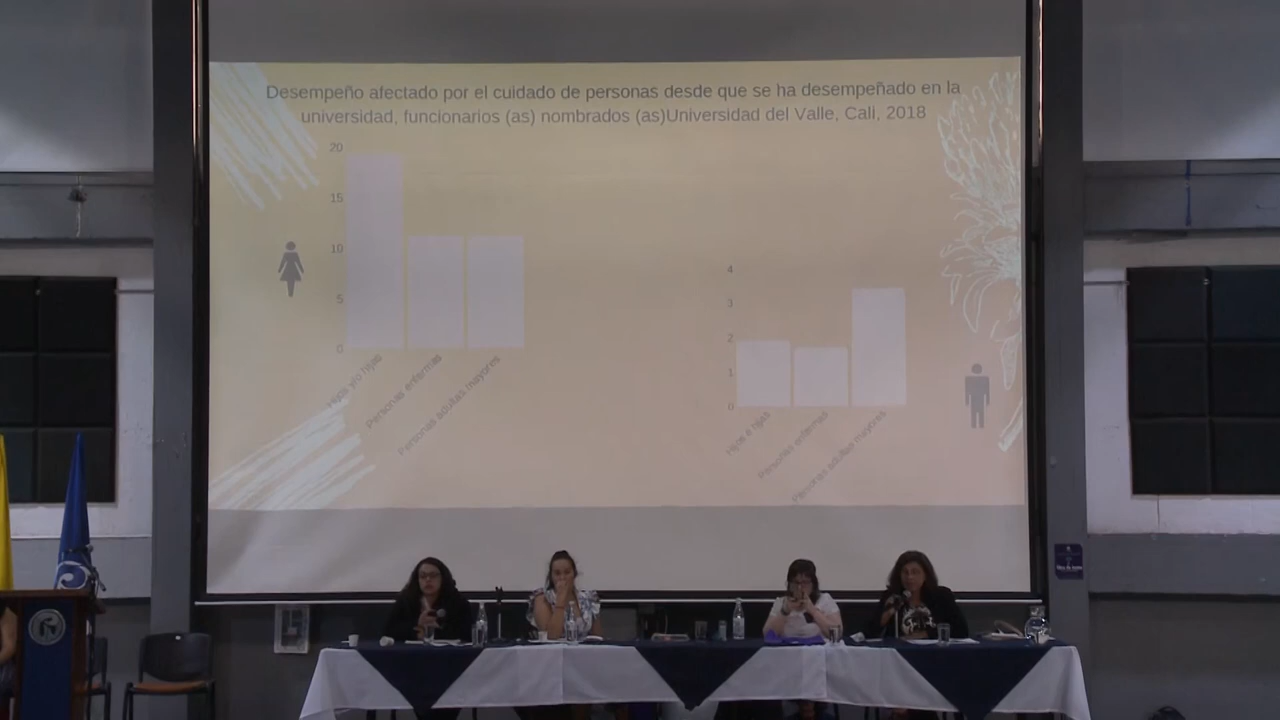 Desempeño afectado por el cuidado de personas desde que se ha desempeñado en la
universidad, funcionarios (as) nombrados (as)Universidad del Valle, Cali, 2018
20
15
10
5
0
Hijos y/o hijas
Personas enfermas
Personas adultas mayores
4
3
2
1
0
Hijos e hijas
Personas enfermas
Personas adultas mayores